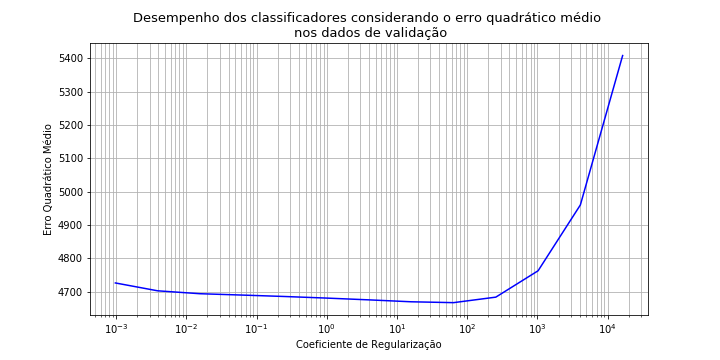 Desempenho dos classificadores considerando o erro quadrático médio
nos dados de validação
5400
5300
5200
5100
5000
4900
4800
4700
Erro Quadrático Médio
10⁻³ 10⁻² 10⁻¹ 10⁰ 10¹ 10² 10³ 10⁴
Coeficiente de Regularização